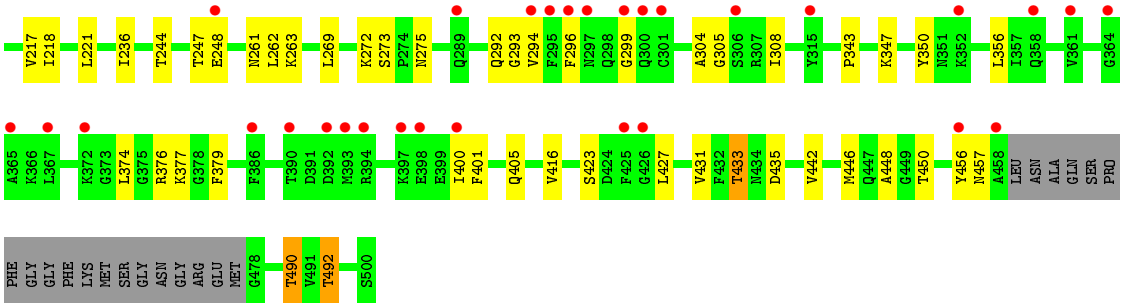 V217 I218 L221 I236 T244 T247 E248 N261 L262 K263 L269 K272 S273 P274 N275 Q289 Q292 G293 V294 F295 F296 N297 Q298 G299 Q300 C301 A304 G305 S306 R307 I308 Y315 P343 K347 Y350 N351 K352 L356 I357 Q358 V361 G364
A365 K366 L367 K372 G373 L374 G375 R376 K377 G378 F379 F386 T390 D391 D392 M393 R394 K397 E398 E399 I400 F401 Q405 V416 S423 D424 F425 G426 L427 V431 F432 T433 N434 D435 V442 M446 Q447 A448 G449 T450 Y456 N457 A458 LEU ASN ALA GLN SER PRO
PHE GLY GLY PHE LYS MET SER GLY ASN GLY ARG GLU MET G478 T490 V491 T492 S500